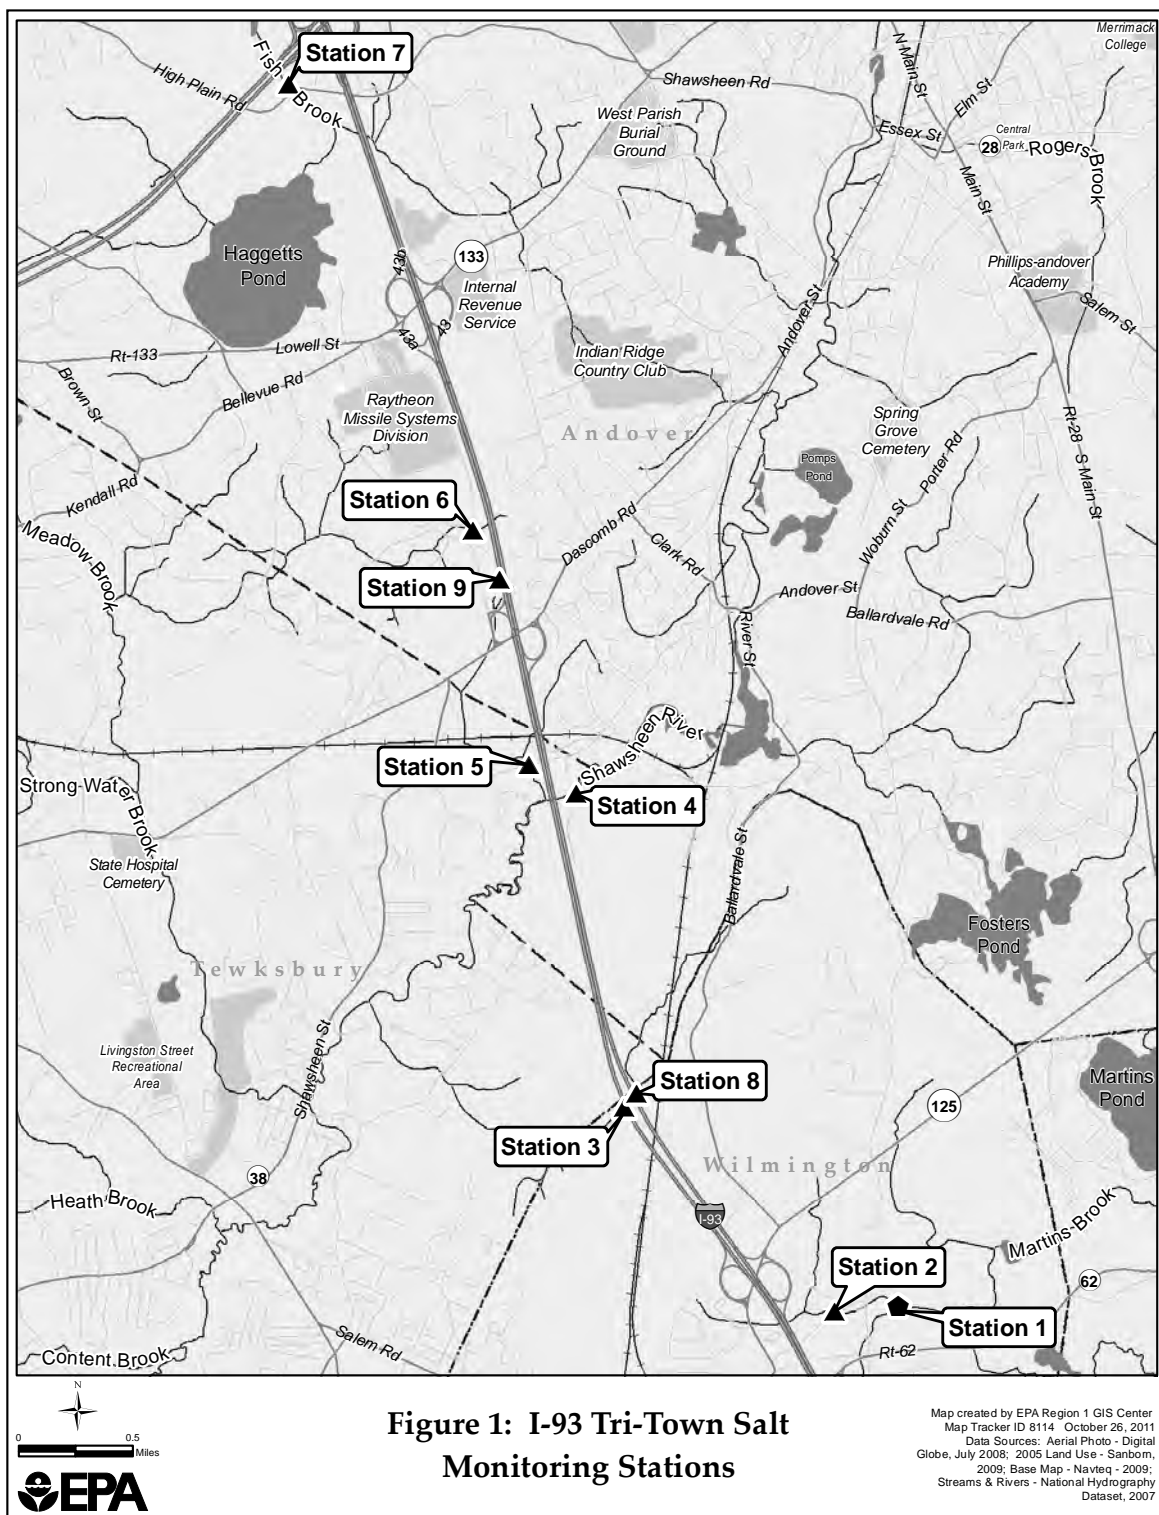 Merrimack
College
Station 7
Fish
Brook
High Plain Rd
Shawsheen Rd
N Main St
Elm St
Essex St
Central
Park
28
Rogers Brook
Main St
West Parish
Burial
Ground
Haggetts
Pond
43b
133
Internal
Revenue
Service
43a
43
Phillips-andover
Academy
Salem St
Andover St
Rt-133
Lowell St
Bellevue Rd
Brown St
Indian Ridge
Country Club
Raytheon
Missile Systems
Division
Andover
Spring
Grove
Cemetery
Rt-28 S Main St
Porter Rd
Pomps
Pond
Kendall Rd
Station 6
Dascomb Rd
Woburn St
Meadow Brook
Clark Rd
Station 9
Andover St
Ballardvale Rd
River St
Shawsheen River
Station 5
Station 4
Strong Water Brook
State Hospital
Cemetery
Ballardvale St
Fosters
Pond
Tewksbury
Livingston Street
Recreational
Area
Shawsheen St
Station 8
Martins
Pond
125
Station 3
Wilmington
38
Heath Brook
I-93
Martins Brook
Station 2
62
Station 1
Salem Rd
Rt-62
Content Brook
N
0 0.5
Miles
EPA
Figure 1: I-93 Tri-Town Salt
Monitoring Stations
Map created by EPA Region 1 GIS Center
Map Tracker ID 8114 October 26, 2011
Data Sources: Aerial Photo - Digital
Globe, July 2008; 2005 Land Use - Sanborn,
2009; Base Map - Navteq - 2009;
Streams & Rivers - National Hydrography
Dataset, 2007